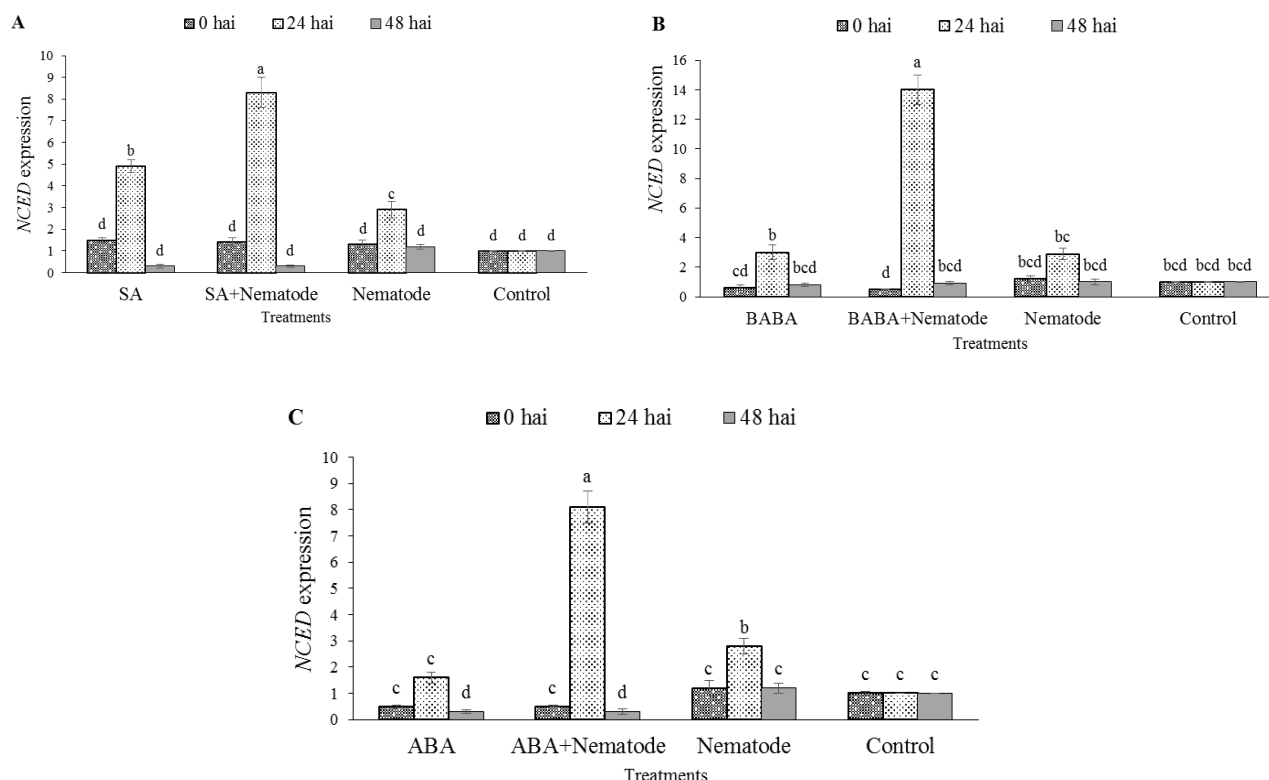 A
0 hai 24 hai 48 hai
10
9
8
7
6
5
4
3
2
1
0
NCED expression
d b d
d a d
d c d
d d d
SA SA+Nematode Nematode Control
Treatments
B
0 hai 24 hai 48 hai
16
14
12
10
8
6
4
2
0
NCED expression
cd b bcd
d a bcd
bcd bc bcd
bcd bcd bcd
BABA BABA+Nematode Nematode Control
Treatments
C
0 hai 24 hai 48 hai
10
9
8
7
6
5
4
3
2
1
0
NCED expression
c c d
c a d
c b c
c c c
ABA ABA+Nematode Nematode Control
Treatments